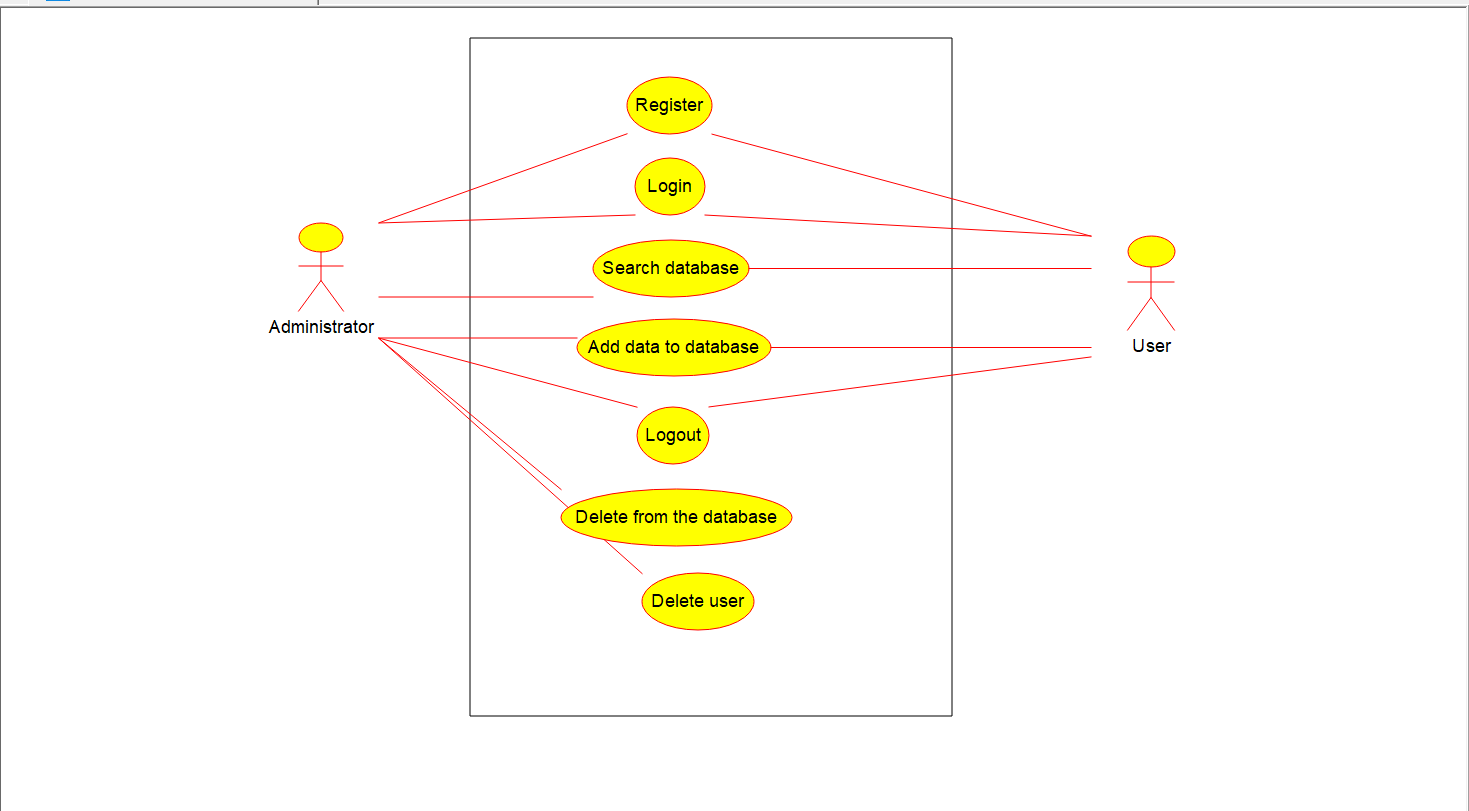 Register
Login
Search database
Administrator
Add data to database
User
Logout
Delete from the database
Delete user